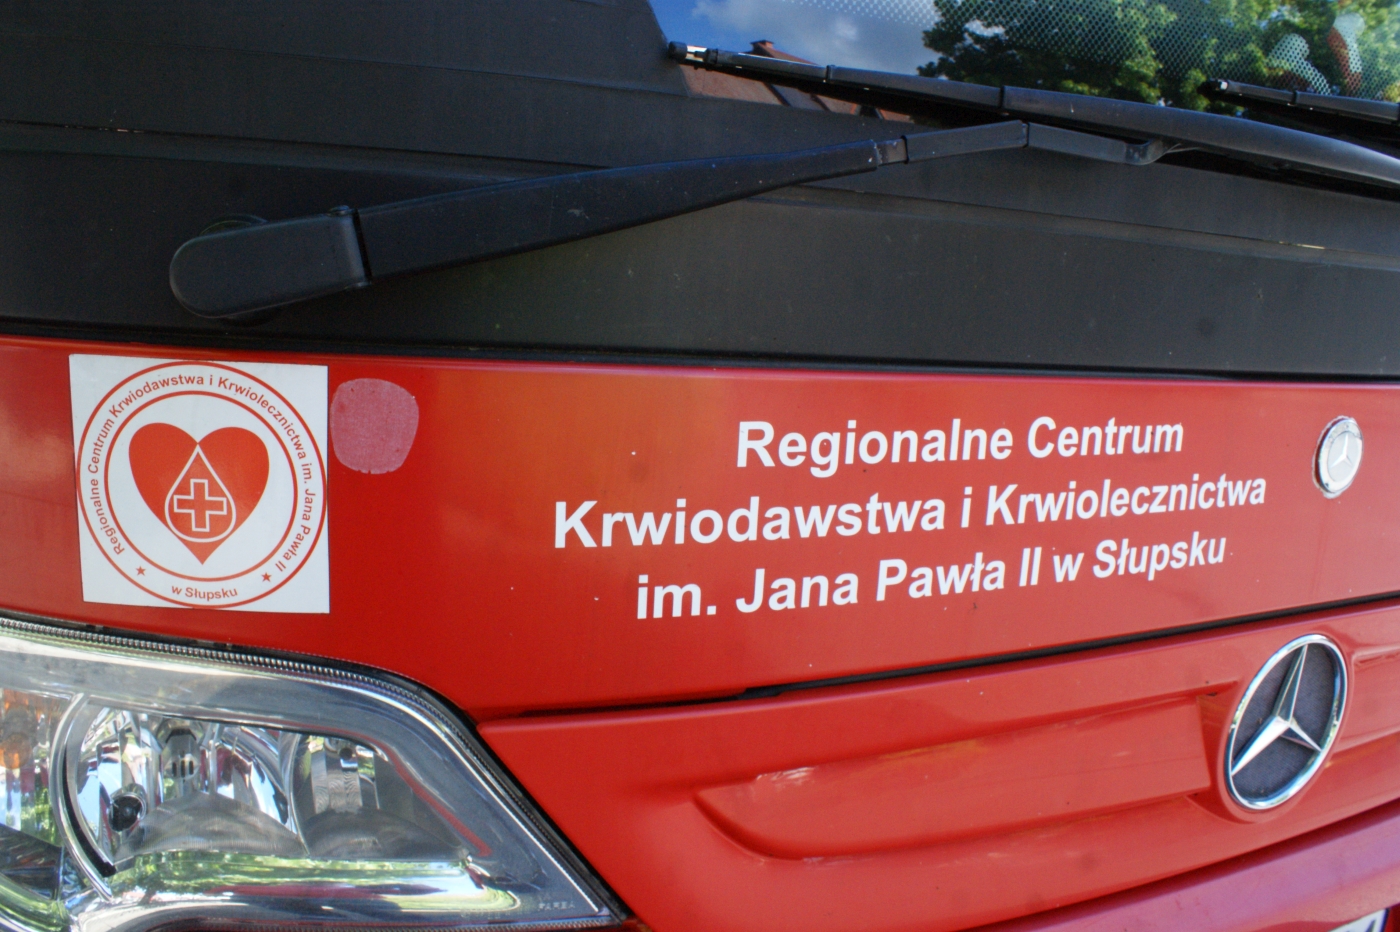 Regionalne Centrum Krwiodawstwa i Krwiolecznictwa im. Jana Pawła II
w Słupsku
Regionalne Centrum
Krwiodawstwa i Krwiolecznictwa
im. Jana Pawła II w Słupsku